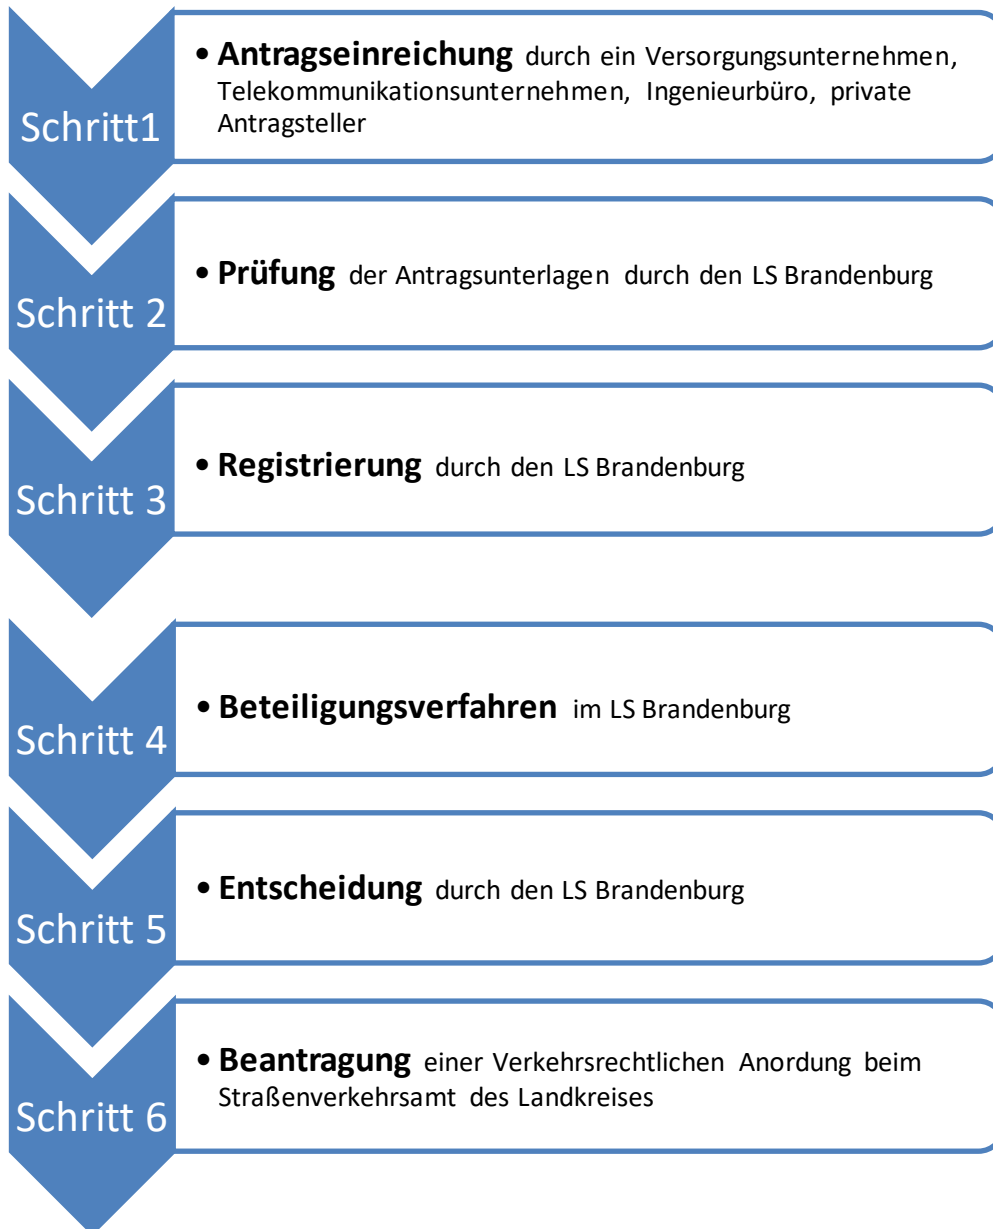 Schritt1
• Antragseinreichung durch ein Versorgungsunternehmen,
Telekommunikationsunternehmen, Ingenieurbüro, private
Antragsteller
Schritt 2
• Prüfung der Antragsunterlagen durch den LS Brandenburg
Schritt 3
• Registrierung durch den LS Brandenburg
Schritt 4
• Beteiligungsverfahren im LS Brandenburg
Schritt 5
• Entscheidung durch den LS Brandenburg
Schritt 6
• Beantragung einer Verkehrsrechtlichen Anordung beim
Straßenverkehrsamt des Landkreises